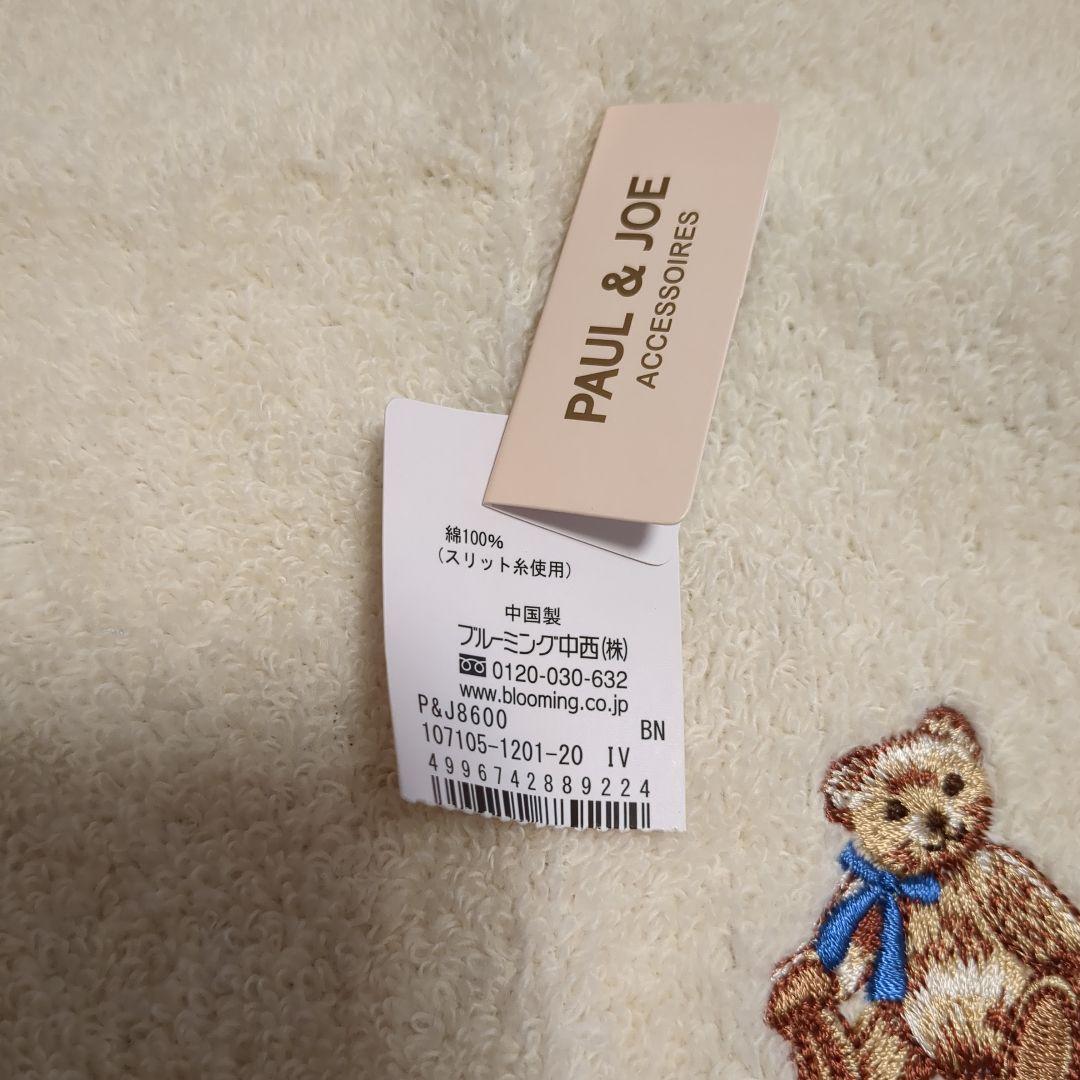 PAUL & JOE
ACCESSOIRES
綿100%
(スリット糸使用)
中国製
ブルーミング中西(株)
0120-030-632
www.blooming.co.jp
P&J8600 BN
107105-1201-20 IV
4996742889224